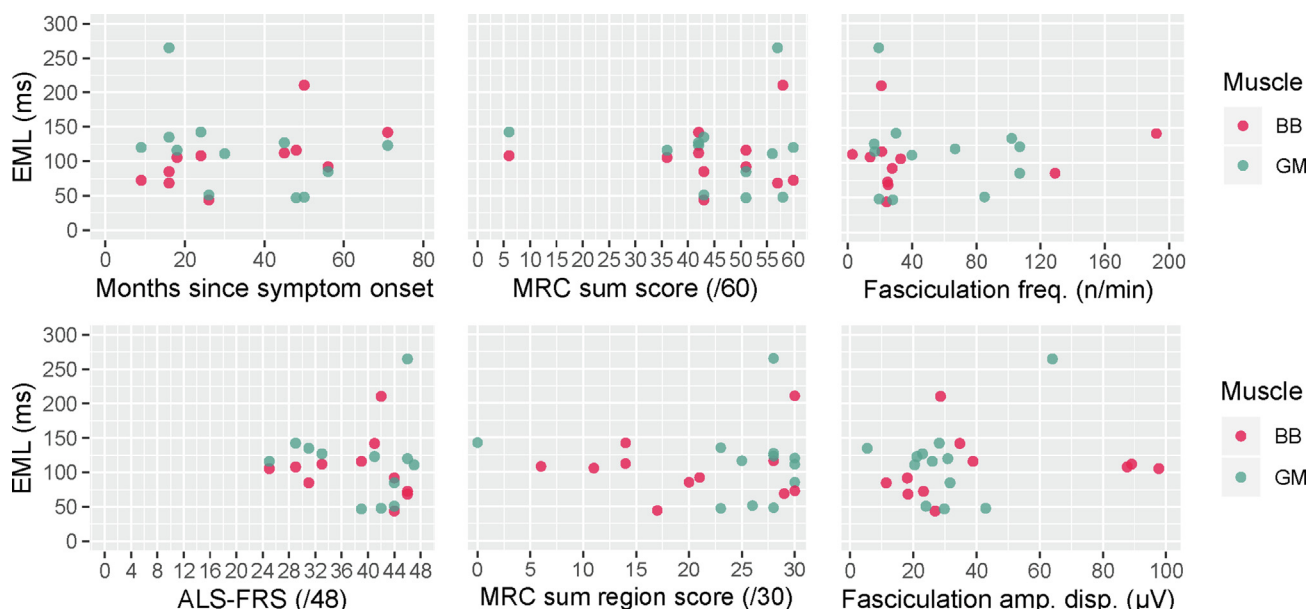 300
250
200
150
100
50
0
EML (ms)
20 40 60 80
Months since symptom onset
0 5 10 15 20 25 30 35 40 45 50 55 60
MRC sum score (/60)
0 40 80 120 160 200
Fasciculation freq. (n/min)
Muscle
BB
GM
300
250
200
150
100
50
0
EML (ms)
0 4 8 12 16 20 24 28 32 36 40 44 48
ALS-FRS (/48)
0 5 10 15 20 25 30
MRC sum region score (/30)
0 20 40 60 80 100
Fasciculation amp. disp. (µV)
Muscle
BB
GM